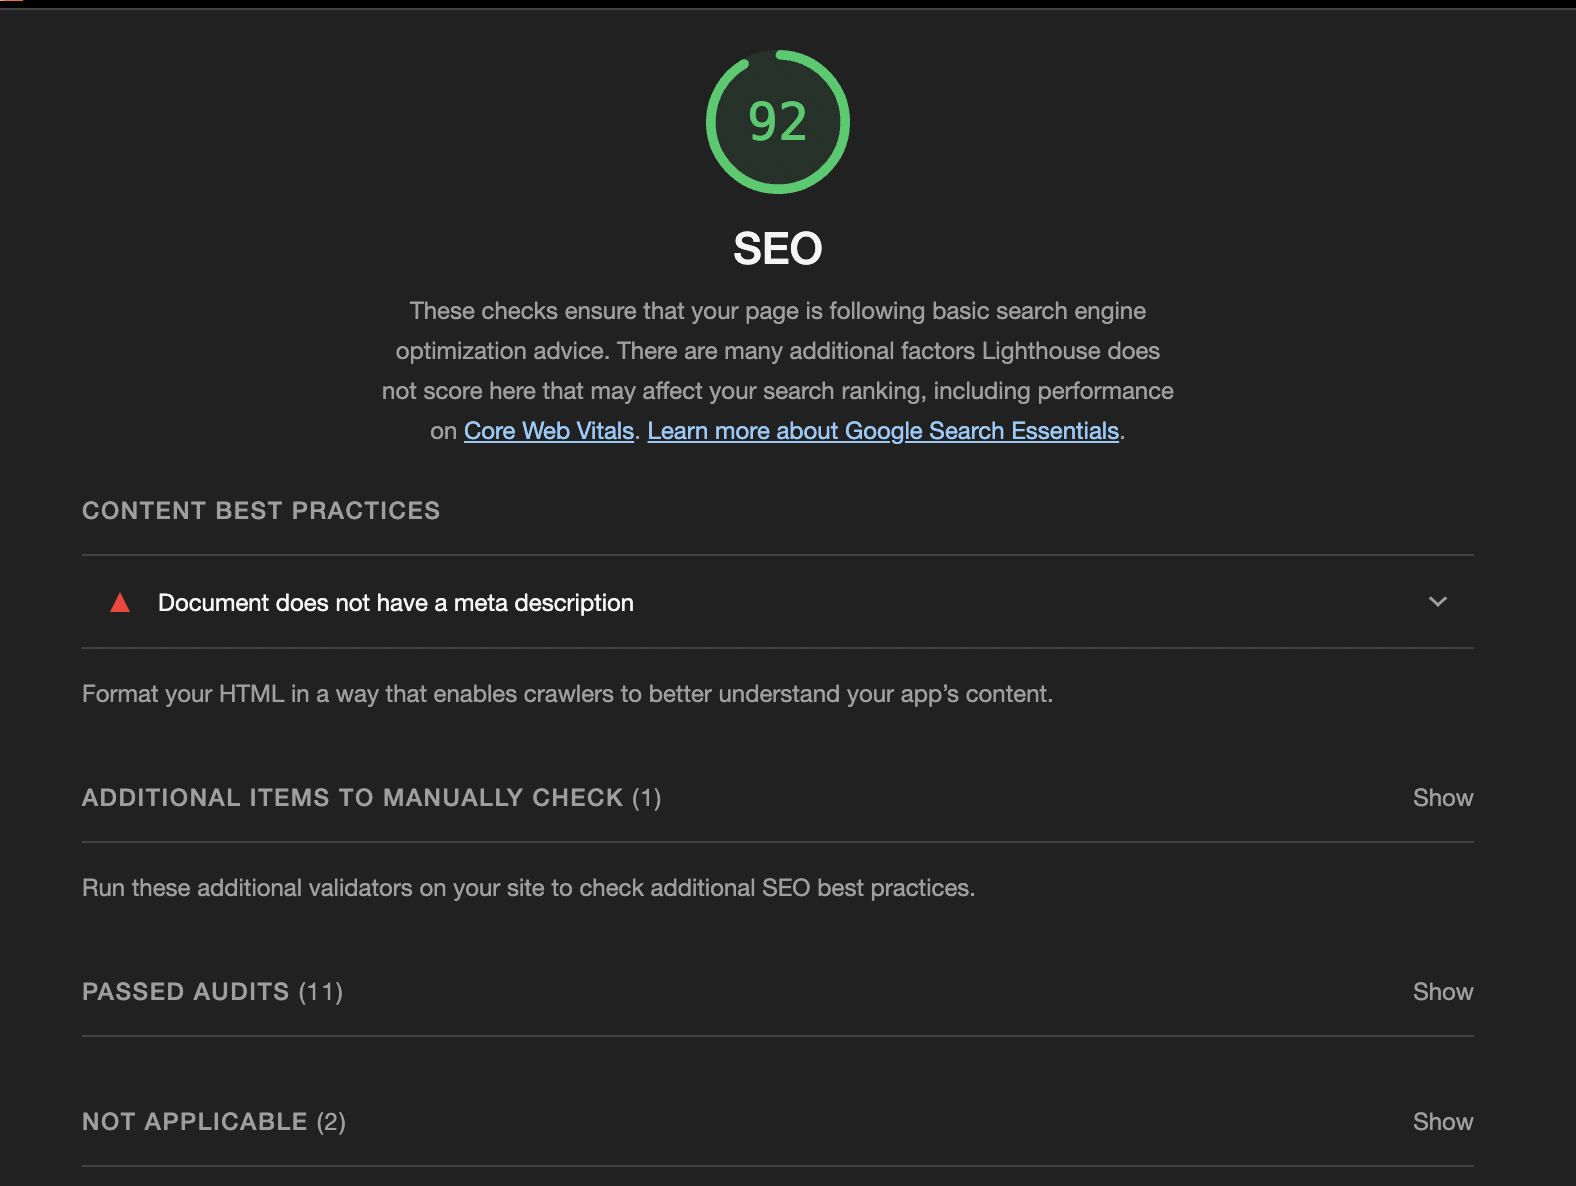 92
SEO
These checks ensure that your page is following basic search engine
optimization advice. There are many additional factors Lighthouse does
not score here that may affect your search ranking, including performance
on Core Web Vitals. Learn more about Google Search Essentials.
CONTENT BEST PRACTICES
Document does not have a meta description
Format your HTML in a way that enables crawlers to better understand your app’s content.
ADDITIONAL ITEMS TO MANUALLY CHECK (1) Show
Run these additional validators on your site to check additional SEO best practices.
PASSED AUDITS (11) Show
NOT APPLICABLE (2) Show